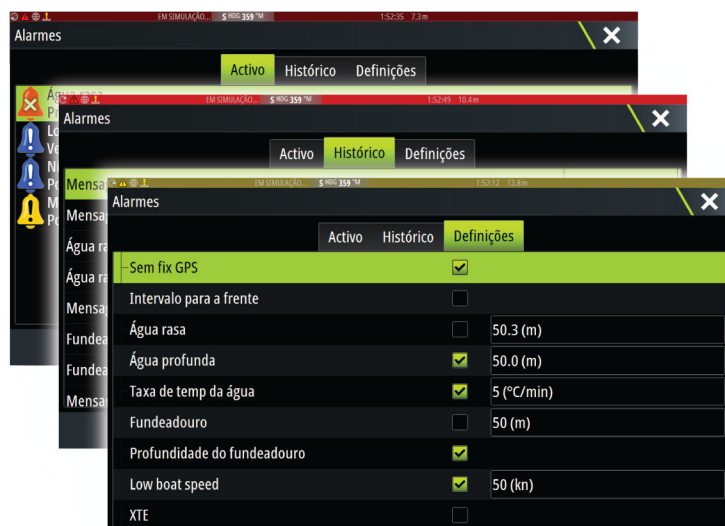 EM SIMULAÇÃO... S HDG 359 °M 1:52:35 7.3 m
Alarmes
Activo Histórico Definições
EM SIMULAÇÃO... S HDG 359 °M 1:52:49 10.4 m
Alarmes
Activo Histórico Definições
EM SIMULAÇÃO... S HDG 359 °M 1:52:12 13.8 m
Alarmes
Activo Histórico Definições
Sem fix GPS
Intervalo para a frente
Água rasa 50.3 (m)
Água profunda 50.0 (m)
Taxa de temp da água 5 (°C/min)
Fundeadouro 50 (m)
Profundidade do fundeadouro
Low boat speed 50 (kn)
XTE